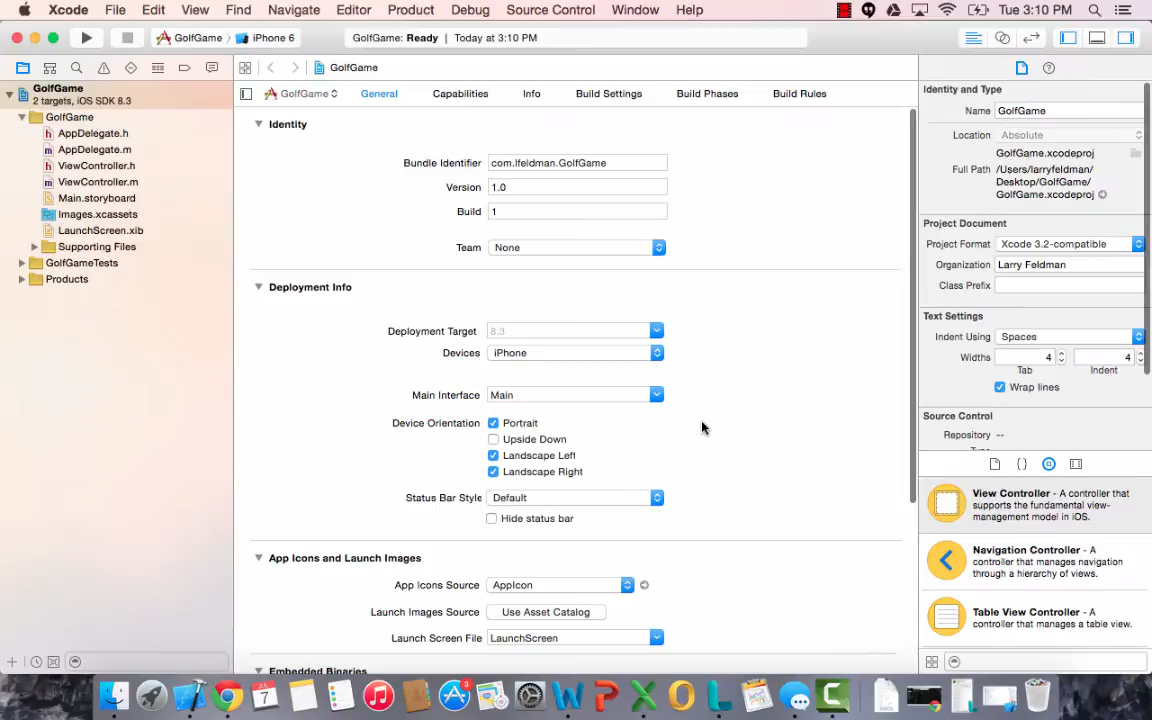 Xcode File Edit View Find Navigate Editor Product Debug Source Control Window Help Tue 3:10 PM
GolfGame iPhone 6 GolfGame: Ready | Today at 3:10 PM
GolfGame
2 targets, iOS SDK 8.3
GolfGame
AppDelegate.h
AppDelegate.m
ViewController.h
ViewController.m
Main.storyboard
Images.xcassets
LaunchScreen.xib
Supporting Files
GolfGameTests
Products
GolfGame
GolfGame General Capabilities Info Build Settings Build Phases Build Rules
Identity
Bundle Identifier com.lfeldman.GolfGame
Version 1.0
Build 1
Team None
Deployment Info
Deployment Target 8.3
Devices iPhone
Main Interface Main
Device Orientation Portrait
Upside Down
Landscape Left
Landscape Right
Status Bar Style Default
Hide status bar
App Icons and Launch Images
App Icons Source AppIcon
Launch Images Source Use Asset Catalog
Launch Screen File LaunchScreen
Embedded Binaries
Identity and Type
Name GolfGame
Location Absolute
GolfGame.xcodeproj
Full Path /Users/larryfeldman/
Desktop/GolfGame/
GolfGame.xcodeproj
Project Document
Project Format Xcode 3.2-compatible
Organization Larry Feldman
Class Prefix
Text Settings
Indent Using Spaces
Widths 4 4
Tab Indent
Wrap lines
Source Control
Repository --
View Controller - A controller that
supports the fundamental view-
management model in iOS.
Navigation Controller - A
controller that manages navigation
through a hierarchy of views.
Table View Controller - A
controller that manages a table view.
7
3